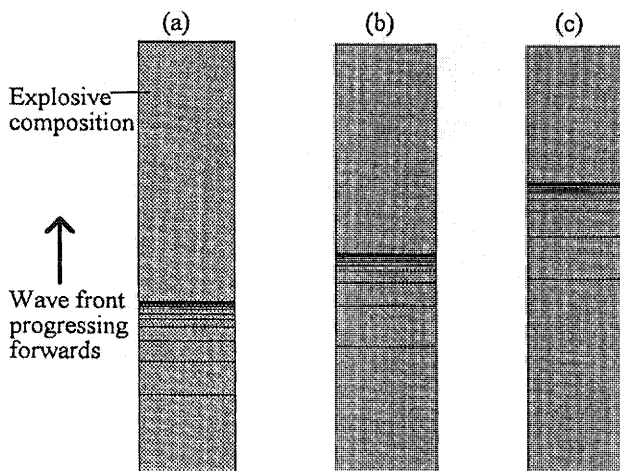 (a)
(b)
(c)
Explosive
composition
Wave front
progressing
forwards